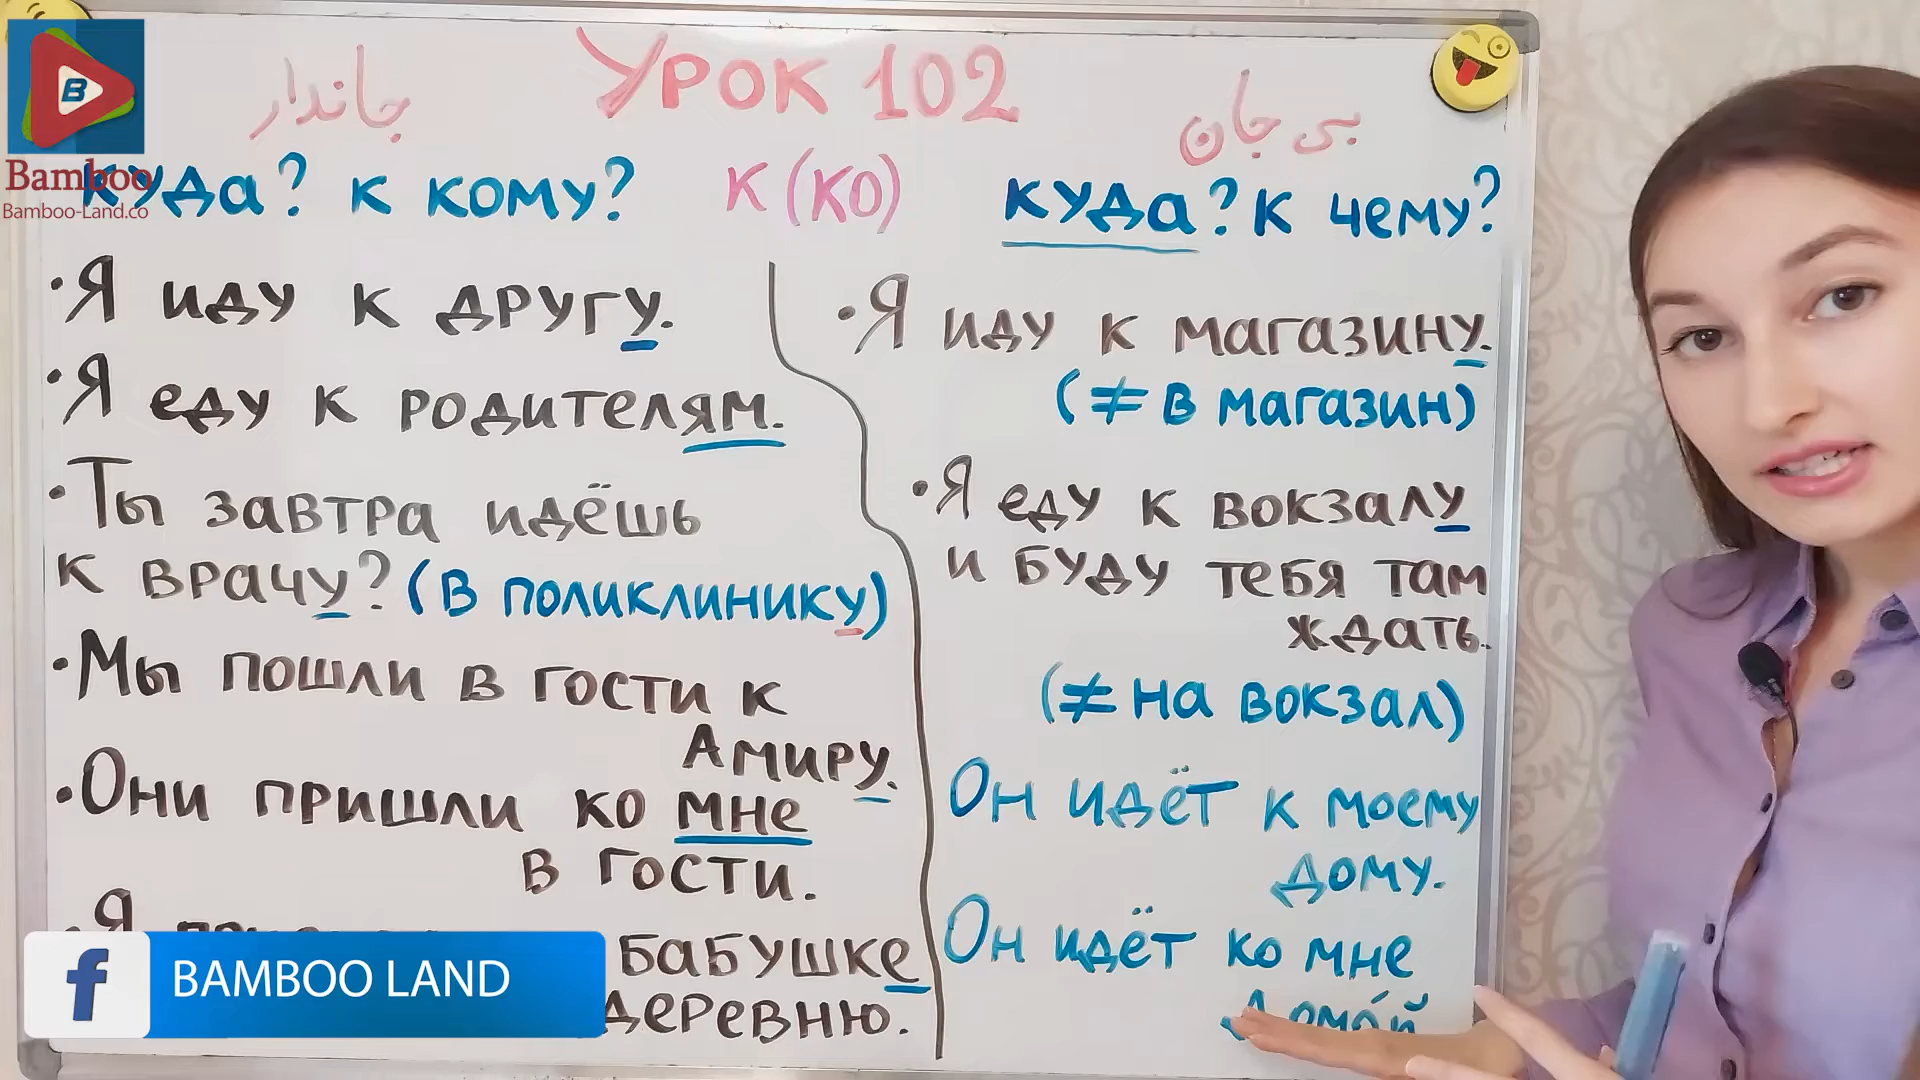 Bamboo
Bamboo-Land.co
Урок 102
جاندار
بی جان
куда? к кому?
к (ко)
куда? к чему?
• Я иду к другу.
• Я еду к родителям.
• Ты завтра идёшь
к врачу? (в поликлинику)
• Мы пошли в гости к
Амиру.
• Они пришли ко мне
в гости.
• Я бабушке
деревню.
• Я иду к магазину.
(≠ в магазин)
• Я еду к вокзалу
и буду тебя там
ждать.
(≠ на вокзал)
Он идёт к моему
дому.
Он идёт ко мне
домой
BAMBOO LAND